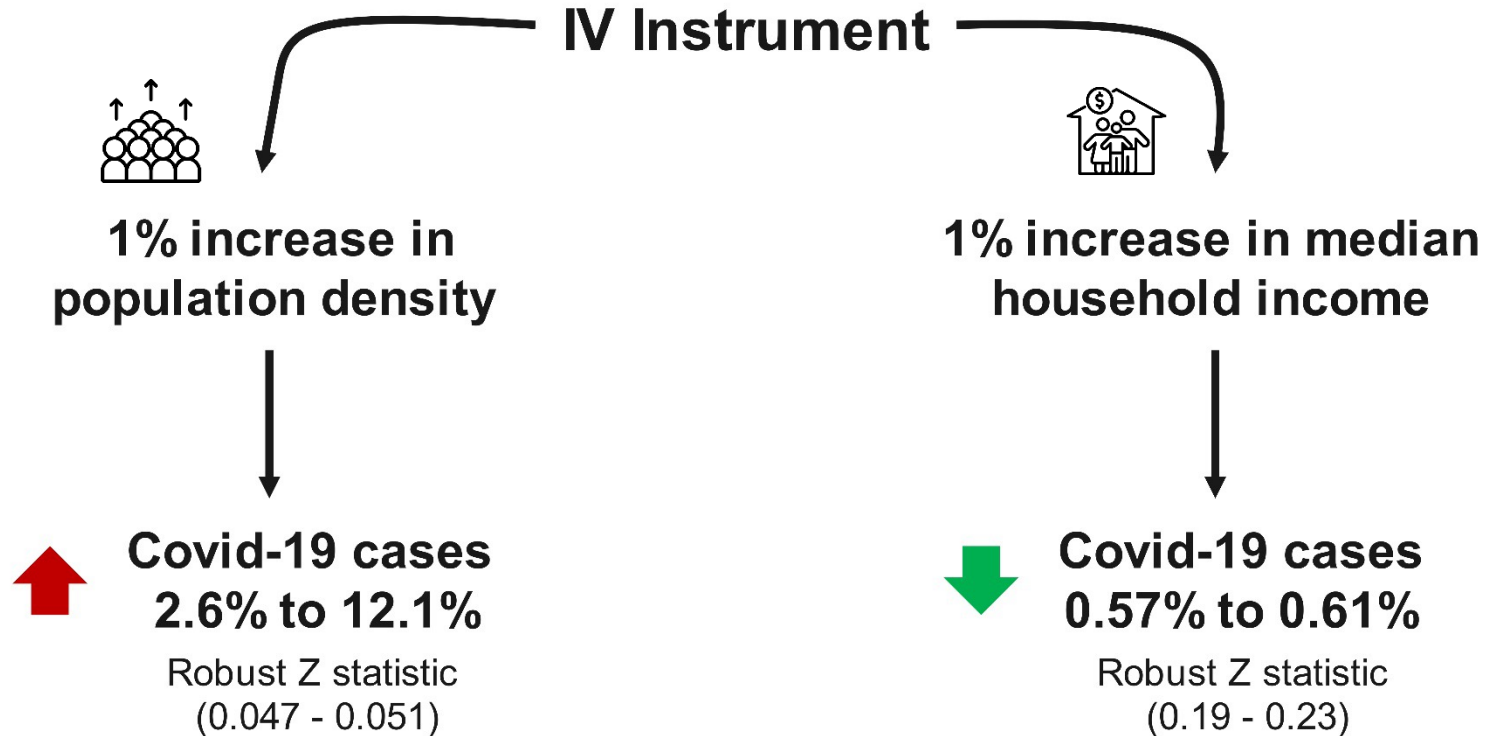 IV Instrument
$
1% increase in
population density
Covid-19 cases
2.6% to 12.1%
Robust Z statistic
(0.047 - 0.051)
1% increase in median
household income
Covid-19 cases
0.57% to 0.61%
Robust Z statistic
(0.19 - 0.23)